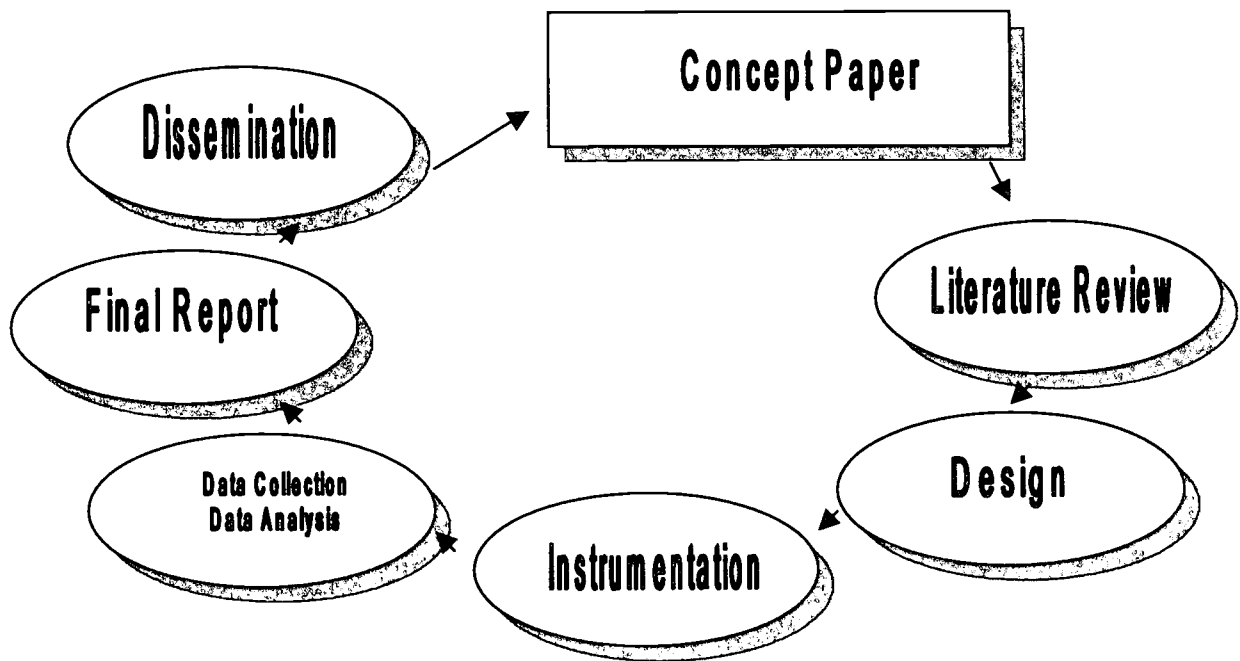 Concept Paper
Literature Review
Design
Instrumentation
Data Collection
Data Analysis
Final Report
Dissemination